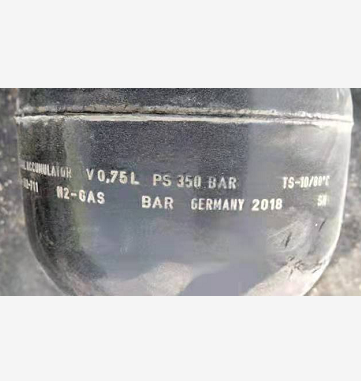 ACCUMULATOR V0,75L PS 350 BAR TS-10/80°C
N2-GAS BAR GERMANY 2018